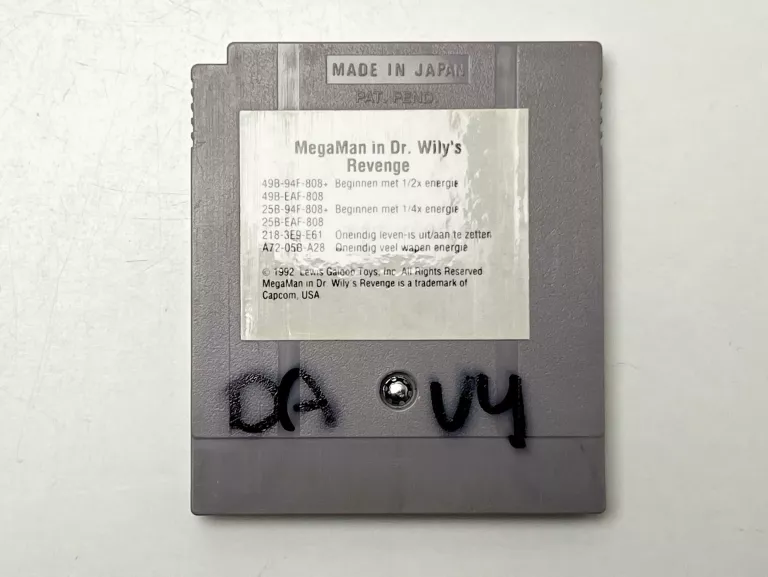 MADE IN JAPAN
PAT. PEND.
MegaMan in Dr. Wily's
Revenge
49B-94F-808+ Beginnen met 1/2x energie
49B-EAF-808
25B-94F-808+ Beginnen met 1/4x energie
25B-EAF-808
218-3E9-E61 Oneindig leven-is uit/aan te zetten
A72-05B-A28 Oneindig veel wapen energie
© 1992 Lewis Galoob Toys, Inc. All Rights Reserved
MegaMan in Dr. Wily's Revenge is a trademark of
Capcom, USA
DA VY